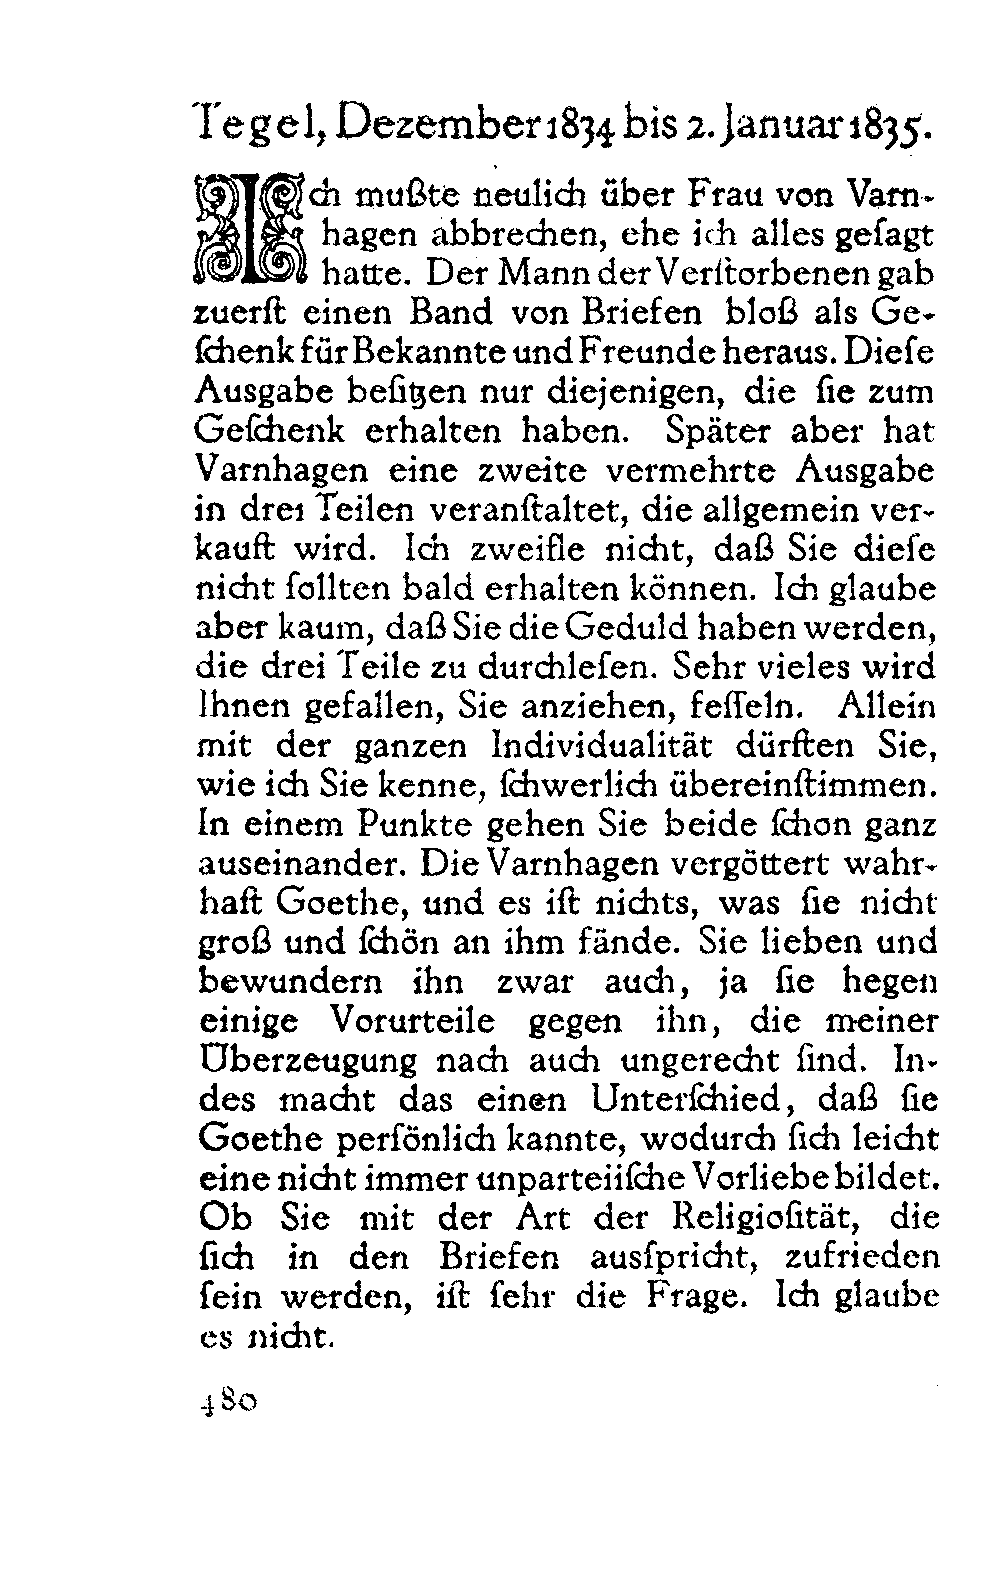 Tegel, Dezember 1834 bis 2. Januar 1835.
Ich mußte neulich über Frau von Varn-
hagen abbrechen, ehe ich alles geſagt
hatte. Der Mann der Verſtorbenen gab
zuerſt einen Band von Briefen bloß als Ge-
ſchenk für Bekannte und Freunde heraus. Dieſe
Ausgabe beſitzen nur diejenigen, die ſie zum
Geſchenk erhalten haben. Später aber hat
Varnhagen eine zweite vermehrte Ausgabe
in drei Teilen veranſtaltet, die allgemein ver-
kauft wird. Ich zweifle nicht, daß Sie dieſe
nicht ſollten bald erhalten können. Ich glaube
aber kaum, daß Sie die Geduld haben werden,
die drei Teile zu durchleſen. Sehr vieles wird
Ihnen gefallen, Sie anziehen, feſſeln. Allein
mit der ganzen Individualität dürften Sie,
wie ich Sie kenne, ſchwerlich übereinſtimmen.
In einem Punkte gehen Sie beide ſchon ganz
auseinander. Die Varnhagen vergöttert wahr-
haft Goethe, und es iſt nichts, was ſie nicht
groß und ſchön an ihm fände. Sie lieben und
bewundern ihn zwar auch, ja ſie hegen
einige Vorurteile gegen ihn, die meiner
Überzeugung nach auch ungerecht ſind. In-
des macht das einen Unterſchied, daß ſie
Goethe perſönlich kannte, wodurch ſich leicht
eine nicht immer unparteiiſche Vorliebe bildet.
Ob Sie mit der Art der Religioſität, die
ſich in den Briefen ausſpricht, zufrieden
ſein werden, iſt ſehr die Frage. Ich glaube
es nicht.
480